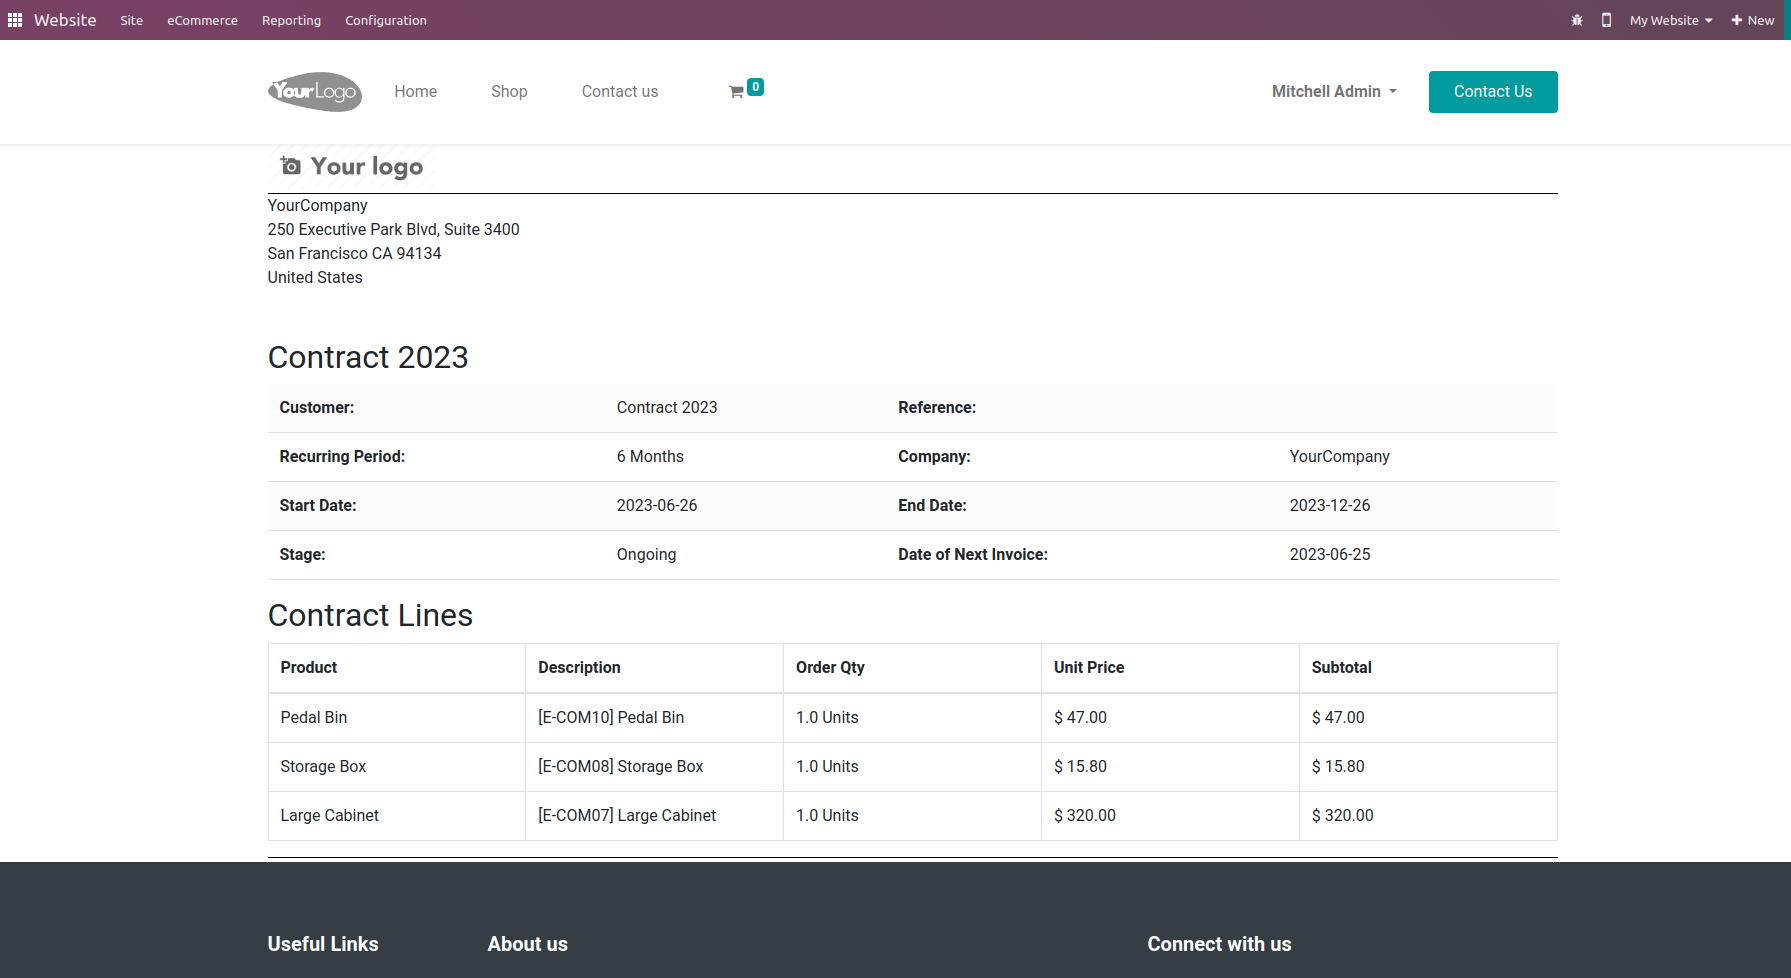 Website Site eCommerce Reporting Configuration My Website New
YourLogo Home Shop Contact us 0 Mitchell Admin Contact Us
Your logo
YourCompany
250 Executive Park Blvd, Suite 3400
San Francisco CA 94134
United States
Contract 2023
Customer: Contract 2023 Reference:
Recurring Period: 6 Months Company: YourCompany
Start Date: 2023-06-26 End Date: 2023-12-26
Stage: Ongoing Date of Next Invoice: 2023-06-25
Contract Lines
Product Description Order Qty Unit Price Subtotal
Pedal Bin [E-COM10] Pedal Bin 1.0 Units $ 47.00 $ 47.00
Storage Box [E-COM08] Storage Box 1.0 Units $ 15.80 $ 15.80
Large Cabinet [E-COM07] Large Cabinet 1.0 Units $ 320.00 $ 320.00
Useful Links About us Connect with us